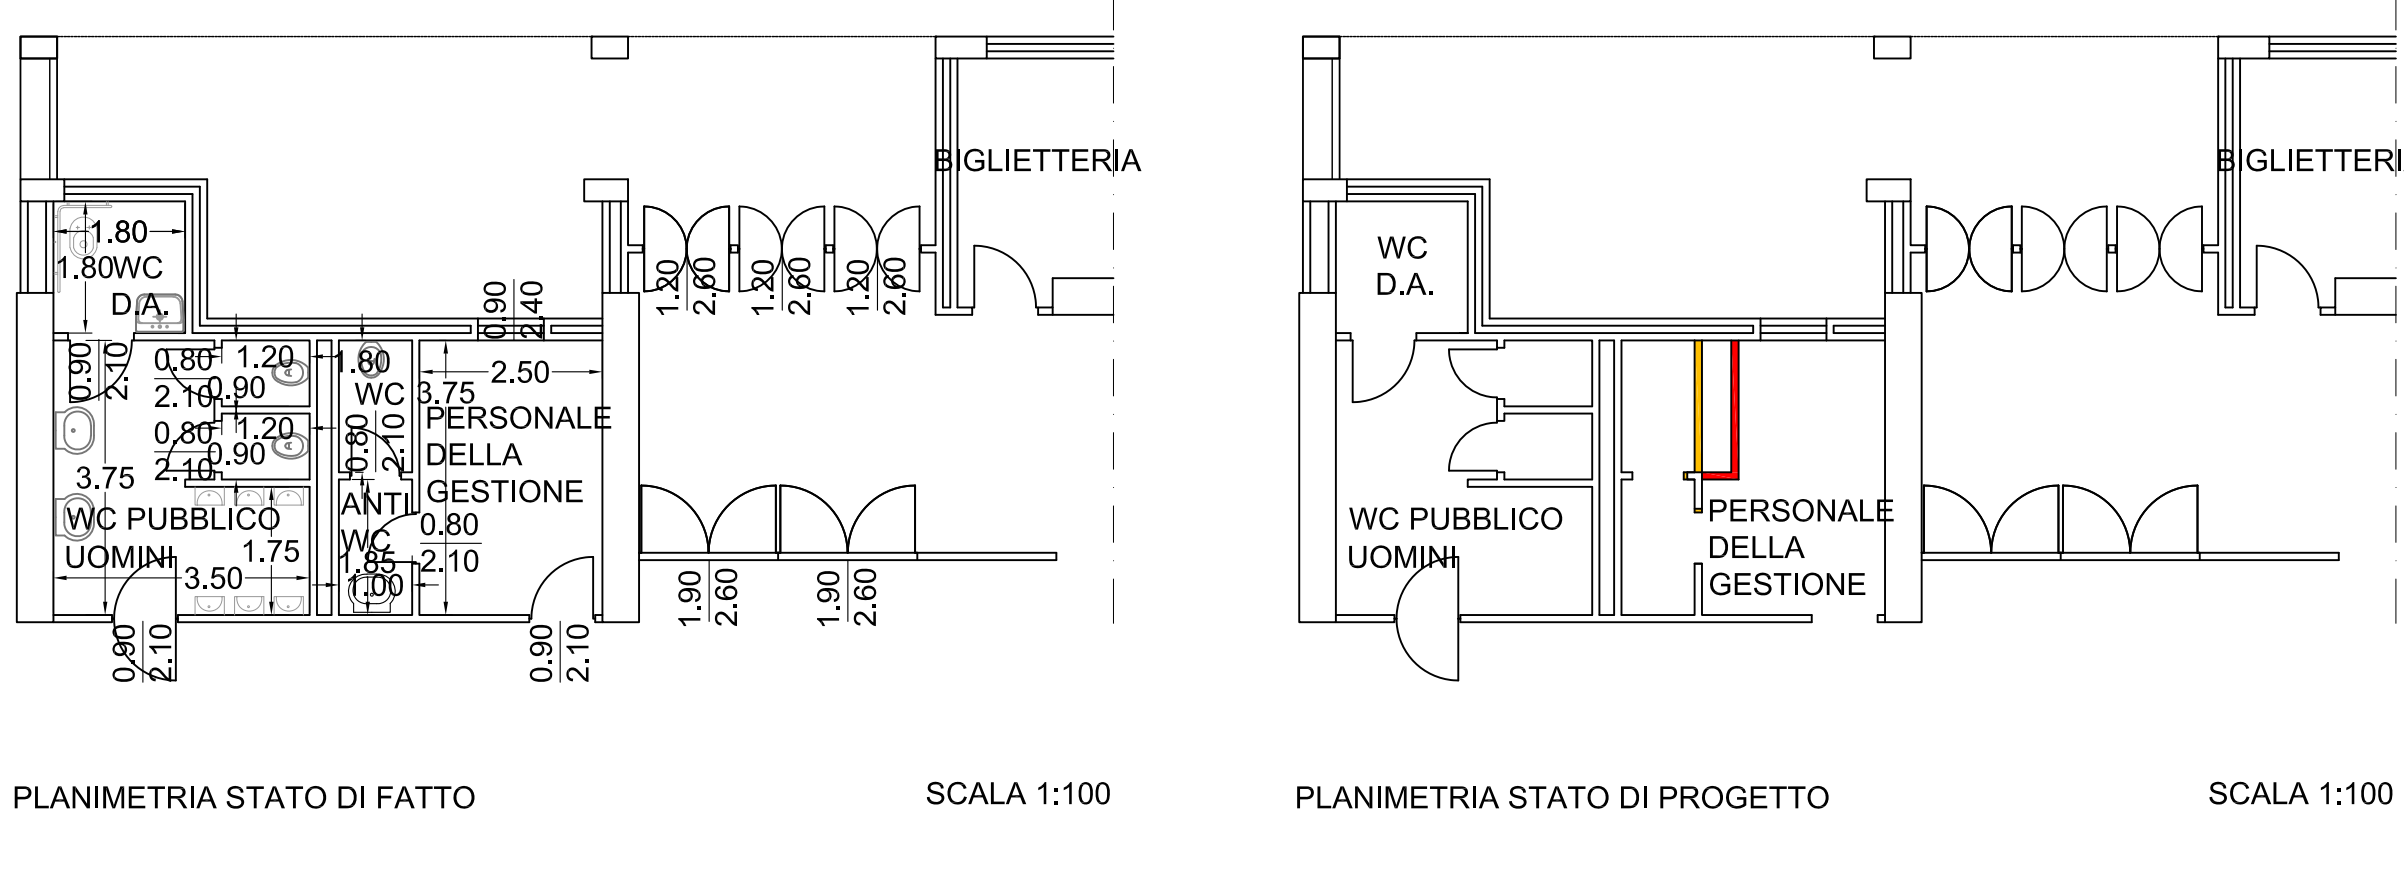 BIGLIETTERIA
1.80
1.80 WC
D.A.
1.20
2.60
1.20
2.60
1.20
2.60
0.90
2.40
0.90
2.10
0.80
2.10
1.20
0.90
0.80
2.10
1.20
0.90
1.80
WC
0.80
2.10
3.75
2.50
PERSONALE
DELLA
GESTIONE
3.75
WC PUBBLICO
UOMINI
1.75
3.50
ANTI
WC
1.85
1.00
0.80
2.10
0.90
2.10
0.90
2.10
1.90
2.60
1.90
2.60
PLANIMETRIA STATO DI FATTO
SCALA 1:100
BIGLIETTERI
WC
D.A.
WC PUBBLICO
UOMINI
PERSONALE
DELLA
GESTIONE
PLANIMETRIA STATO DI PROGETTO
SCALA 1:100